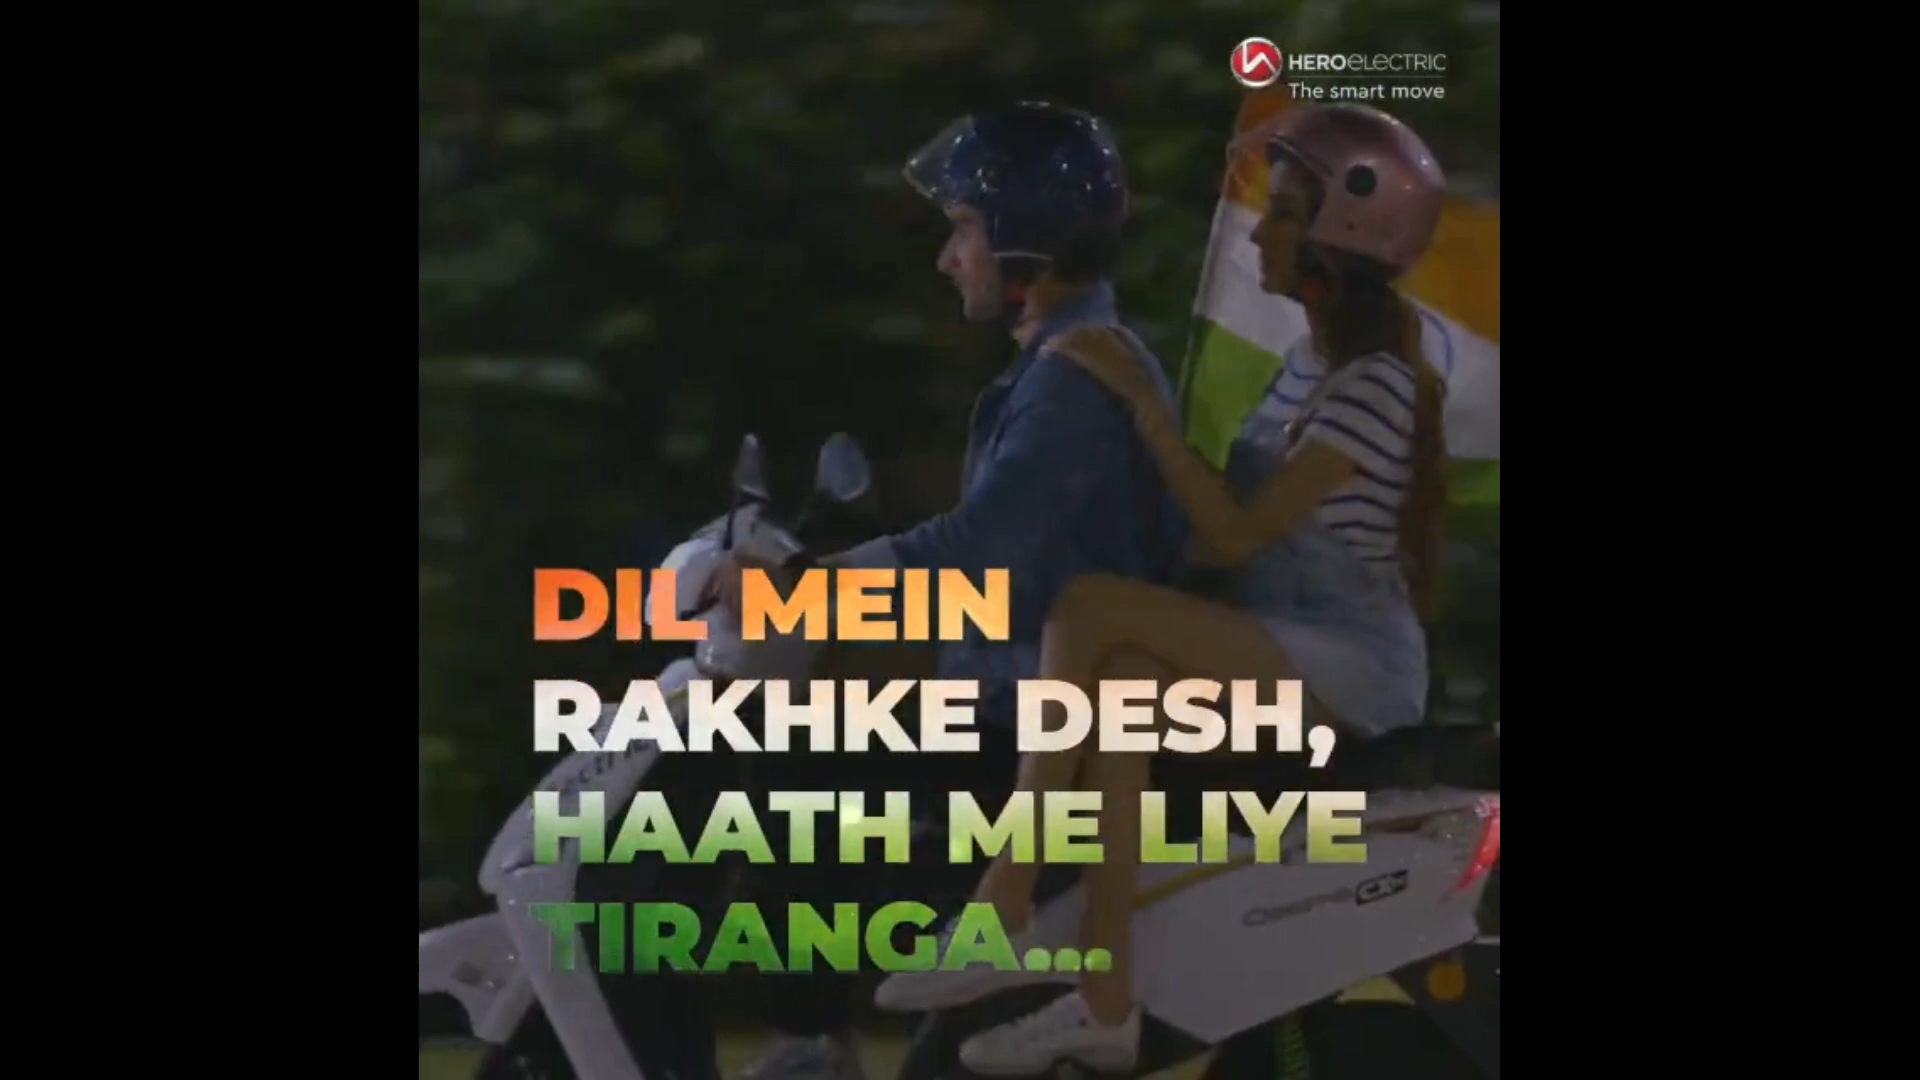 HEROELECTRIC
The smart move
DIL MEIN
RAKHKE DESH,
HAATH ME LIYE
TIRANGA...